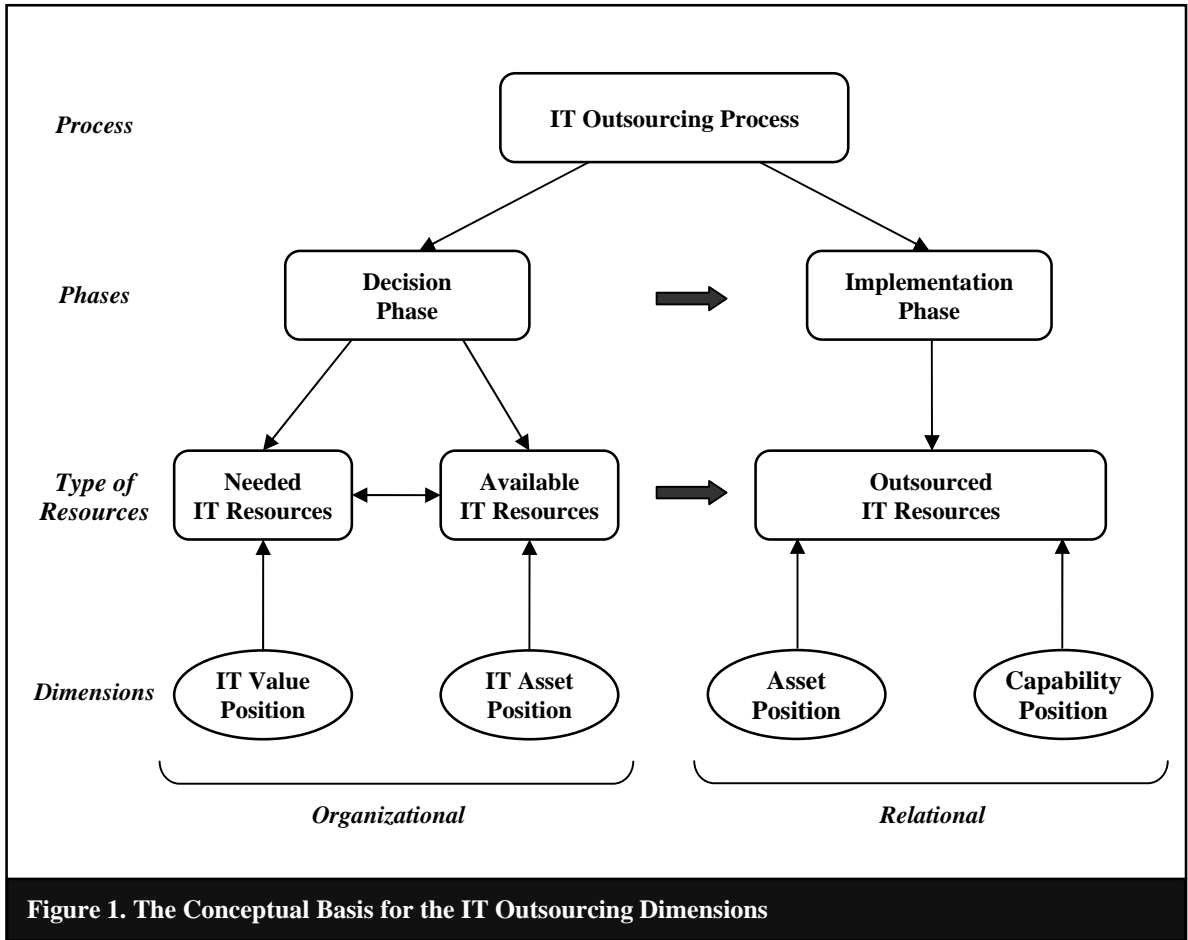 Process
IT Outsourcing Process
Phases
Decision
Phase
Implementation
Phase
Type of
Resources
Needed
IT Resources
Available
IT Resources
Outsourced
IT Resources
Dimensions
IT Value
Position
IT Asset
Position
Asset
Position
Capability
Position
Organizational
Relational
Figure 1. The Conceptual Basis for the IT Outsourcing Dimensions